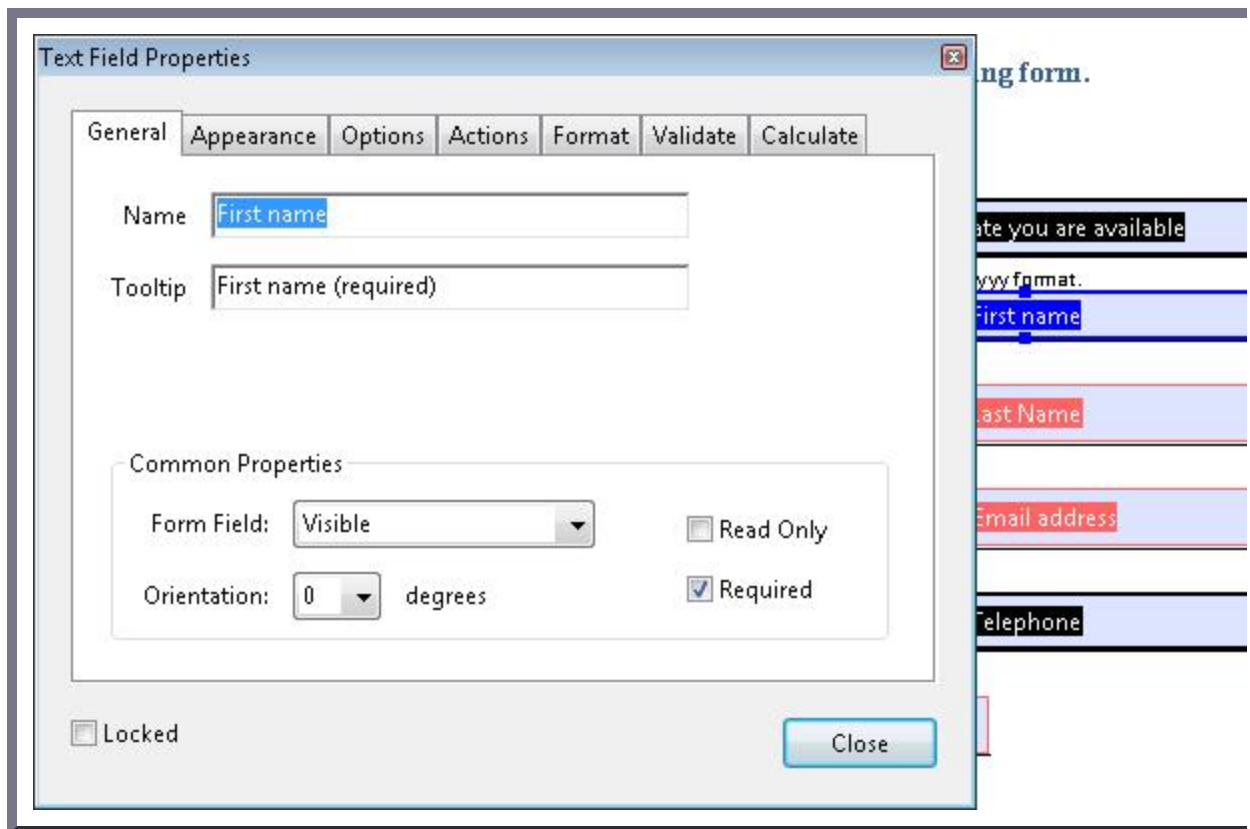 Text Field Properties
ng form.
General Appearance Options Actions Format Validate Calculate
Name First name
Tooltip First name (required)
Common Properties
Form Field: Visible
Read Only
Orientation: 0 degrees
Required
Locked
Close
ate you are available
yyy format.
First name
Last Name
Email address
Telephone